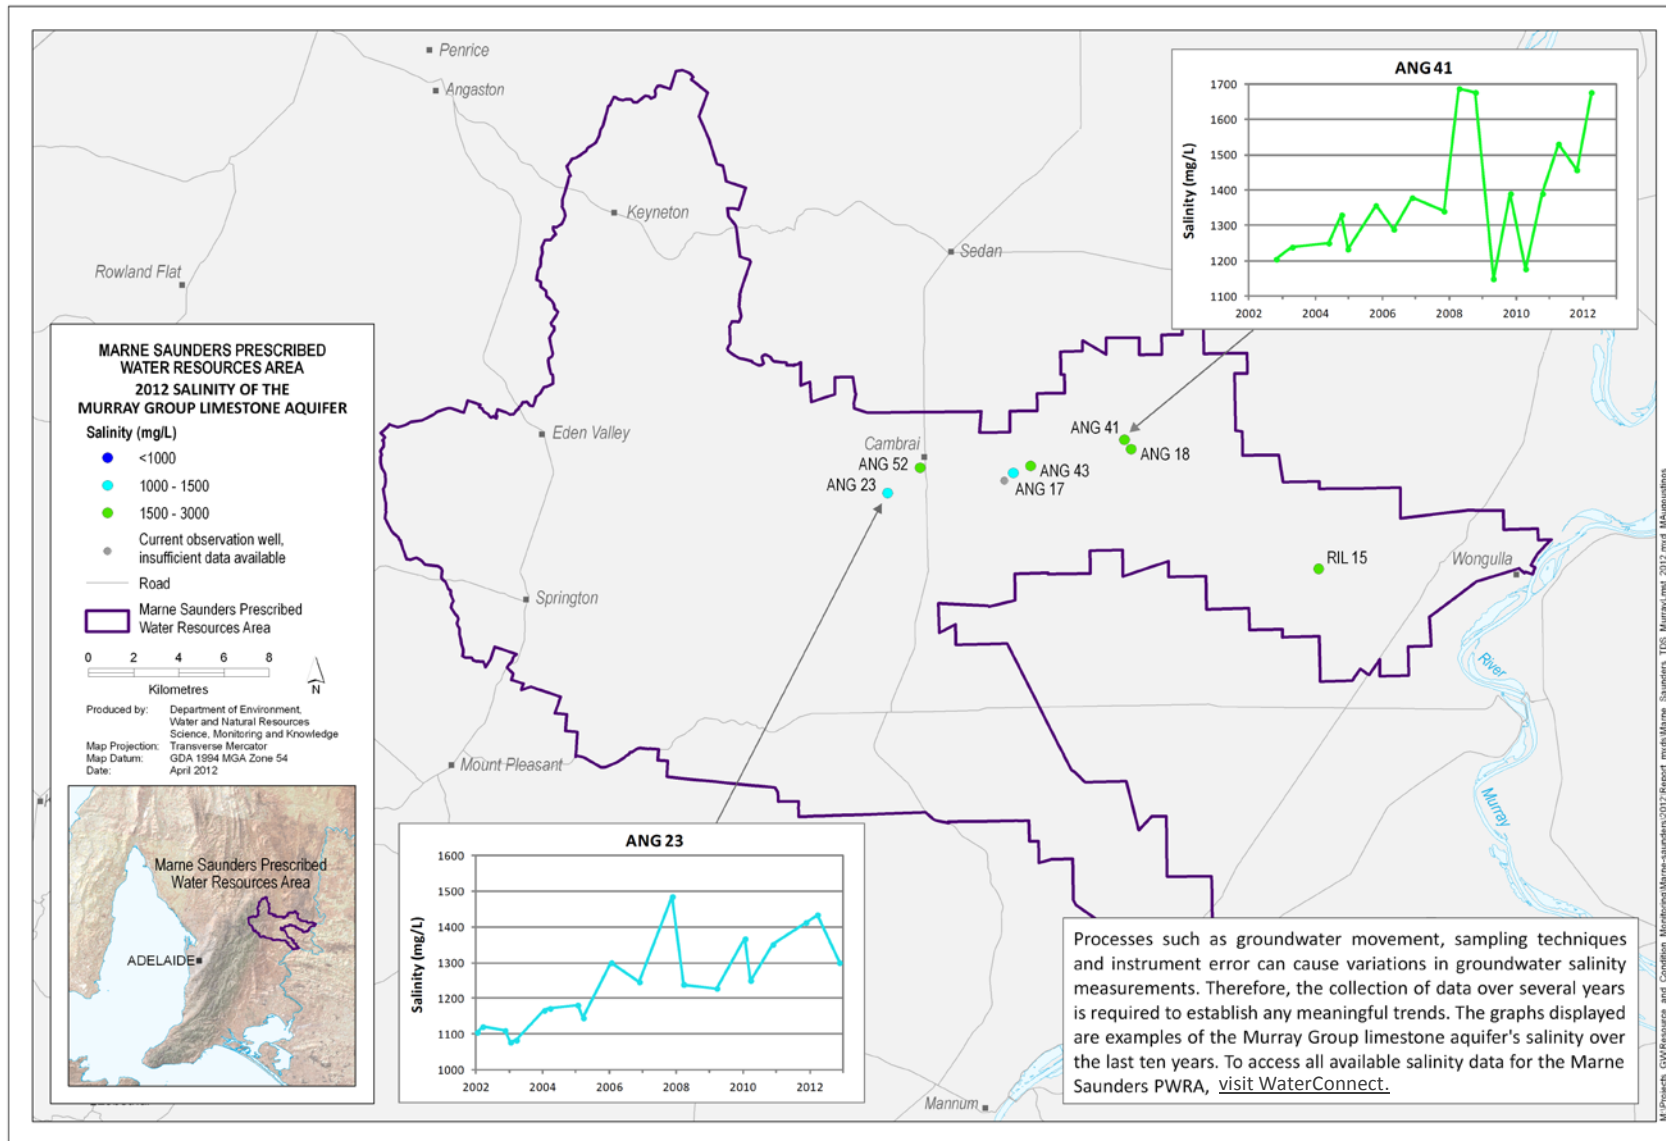 Penrice
Angaston
Keyneton
Sedan
Rowland Flat
Eden Valley
Cambrai
Springton
Mount Pleasant
Wongulla
Mannum
River
Murray
ANG 41
ANG 18
ANG 52
ANG 43
ANG 23
ANG 17
RIL 15
ANG 41
Salinity (mg/L)
1700
1600
1500
1400
1300
1200
1100
2002 2004 2006 2008 2010 2012
MARNE SAUNDERS PRESCRIBED
WATER RESOURCES AREA
2012 SALINITY OF THE
MURRAY GROUP LIMESTONE AQUIFER
Salinity (mg/L)
<1000
1000 - 1500
1500 - 3000
Current observation well,
insufficient data available
Road
Marne Saunders Prescribed
Water Resources Area
0 2 4 6 8
Kilometres
N
Produced by: Department of Environment,
Water and Natural Resources
Science, Monitoring and Knowledge
Map Projection: Transverse Mercator
Map Datum: GDA 1994 MGA Zone 54
Date: April 2012
Marne Saunders Prescribed
Water Resources Area
ADELAIDE
ANG 23
Salinity (mg/L)
1600
1500
1400
1300
1200
1100
1000
2002 2004 2006 2008 2010 2012
Processes such as groundwater movement, sampling techniques
and instrument error can cause variations in groundwater salinity
measurements. Therefore, the collection of data over several years
is required to establish any meaningful trends. The graphs displayed
are examples of the Murray Group limestone aquifer's salinity over
the last ten years. To access all available salinity data for the Marne
Saunders PWRA, visit WaterConnect.